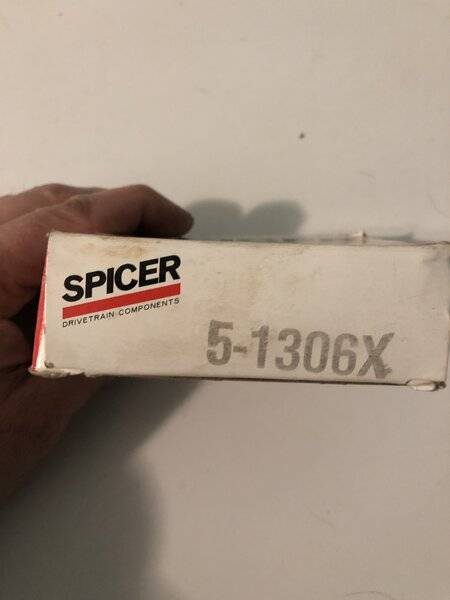 SPICER
DRIVETRAIN COMPONENTS
5-1306X